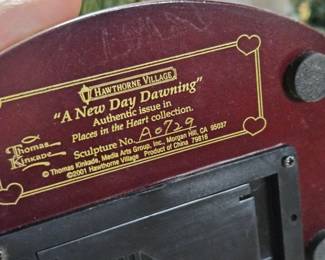 HAWTHORNE VILLAGE
"A New Day Dawning"
Authentic issue in
Places in the Heart collection.
Thomas
Kinkade
Sculpture No. A0729
© Thomas Kinkade, Media Arts Group, Inc., Morgan Hill, CA 95037
©2001 Hawthorne Village Product of China 79816